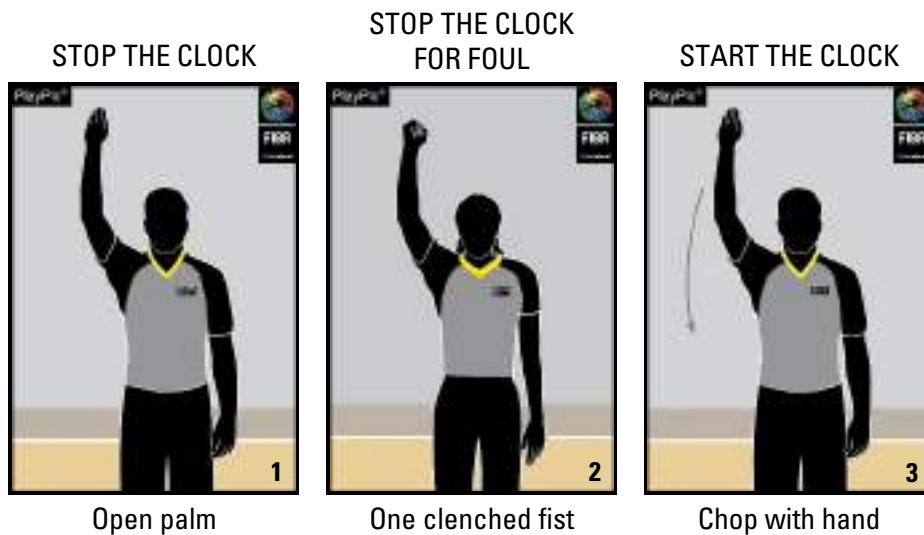 STOP THE CLOCK
STOP THE CLOCK
FOR FOUL
START THE CLOCK
PlayPic®
FIBA
PlayPic®
FIBA
PlayPic®
FIBA
1
2
3
Open palm
One clenched fist
Chop with hand